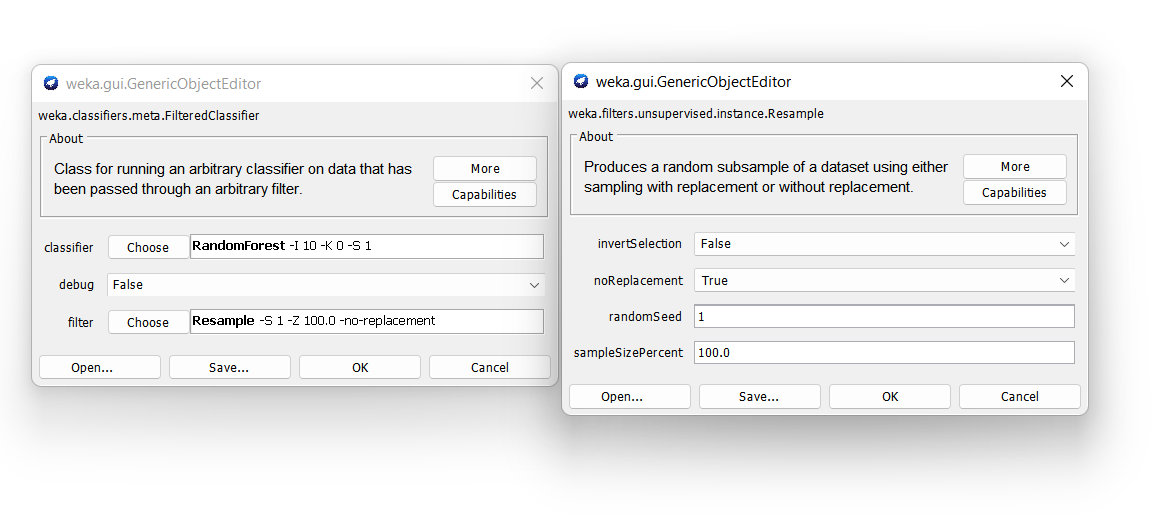 weka.gui.GenericObjectEditor
weka.classifiers.meta.FilteredClassifier
About
Class for running an arbitrary classifier on data that has
been passed through an arbitrary filter.
More
Capabilities
classifier Choose RandomForest -I 10 -K 0 -S 1
debug False
filter Choose Resample -S 1 -Z 100.0 -no-replacement
Open... Save... OK Cancel
weka.gui.GenericObjectEditor
weka.filters.unsupervised.instance.Resample
About
Produces a random subsample of a dataset using either
sampling with replacement or without replacement.
More
Capabilities
invertSelection False
noReplacement True
randomSeed 1
sampleSizePercent 100.0
Open... Save... OK Cancel